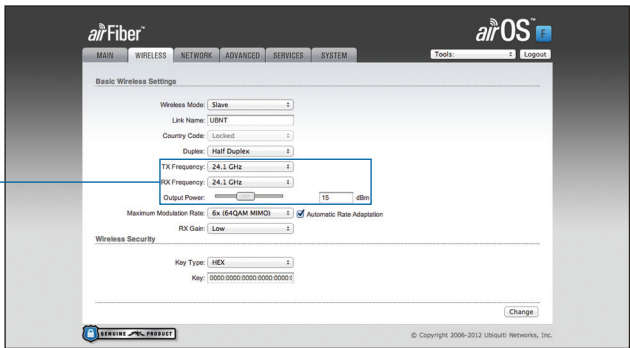 airFiber™ airOS™ F
MAIN WIRELESS NETWORK ADVANCED SERVICES SYSTEM Tools: Logout
Basic Wireless Settings
Wireless Mode: Slave
Link Name: UBNT
Country Code: Locked
Duplex: Half Duplex
TX Frequency: 24.1 GHz
RX Frequency: 24.1 GHz
Output Power: 15 dBm
Maximum Modulation Rate: 6x (64QAM MIMO) Automatic Rate Adaptation
RX Gain: Low
Wireless Security
Key Type: HEX
Key: 0000:0000:0000:0000:0000:(
Change
GENUINE PRODUCT © Copyright 2006-2012 Ubiquiti Networks, Inc.